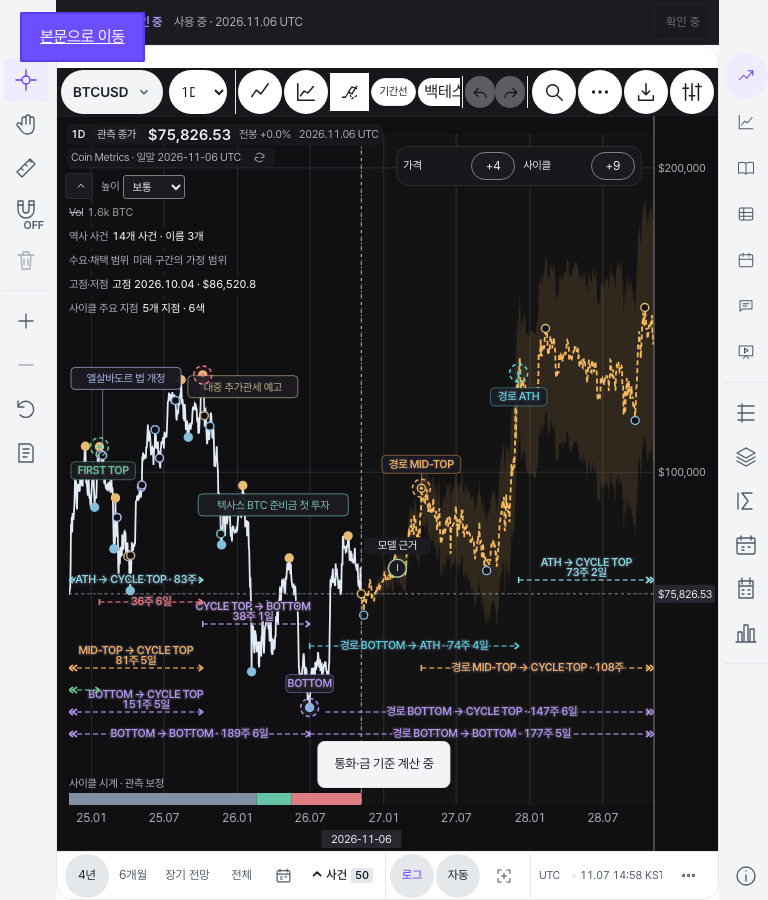 본문으로 이동
인 중
사용 중 · 2026.11.06 UTC
확인 중
BTCUSD
1D
기간선
백테스
1D 관측 종가 $75,826.53 전봉 +0.0% 2026.11.06 UTC
Coin Metrics · 일말 2026-11-06 UTC
가격 +4 사이클 +9
$200,000
높이 보통
Vol 1.6k BTC
OFF
역사 사건 14개 사건 · 이름 3개
수요·채택 범위 미래 구간의 가정 범위
고점·저점 고점 2026.10.04 · $86,520.8
사이클 주요 지점 5개 지점 · 6색
엘살바도르 법 개정
대중 추가관세 예고
경로 ATH
FIRST TOP
경로 MID-TOP
$100,000
텍사스 BTC 준비금 첫 투자
모델 근거
ATH → CYCLE TOP · 83주
ATH → CYCLE TOP
73주 2일
$75,826.53
36주 6일
CYCLE TOP → BOTTOM
38주 1일
경로 BOTTOM → ATH · 74주 4일
MID-TOP → CYCLE TOP
81주 5일
경로 MID-TOP → CYCLE TOP · 108주
BOTTOM
BOTTOM → CYCLE TOP
151주 5일
경로 BOTTOM → CYCLE TOP · 147주 6일
BOTTOM → BOTTOM · 189주 6일
경로 BOTTOM → BOTTOM · 177주 5일
통화·금 기준 계산 중
사이클 시계 · 관측 보정
25.01 25.07 26.01 26.07 27.01 27.07 28.01 28.07
2026-11-06
4년 6개월 장기 전망 전체 사건 50 로그 자동 UTC 11.07 14:58 KST